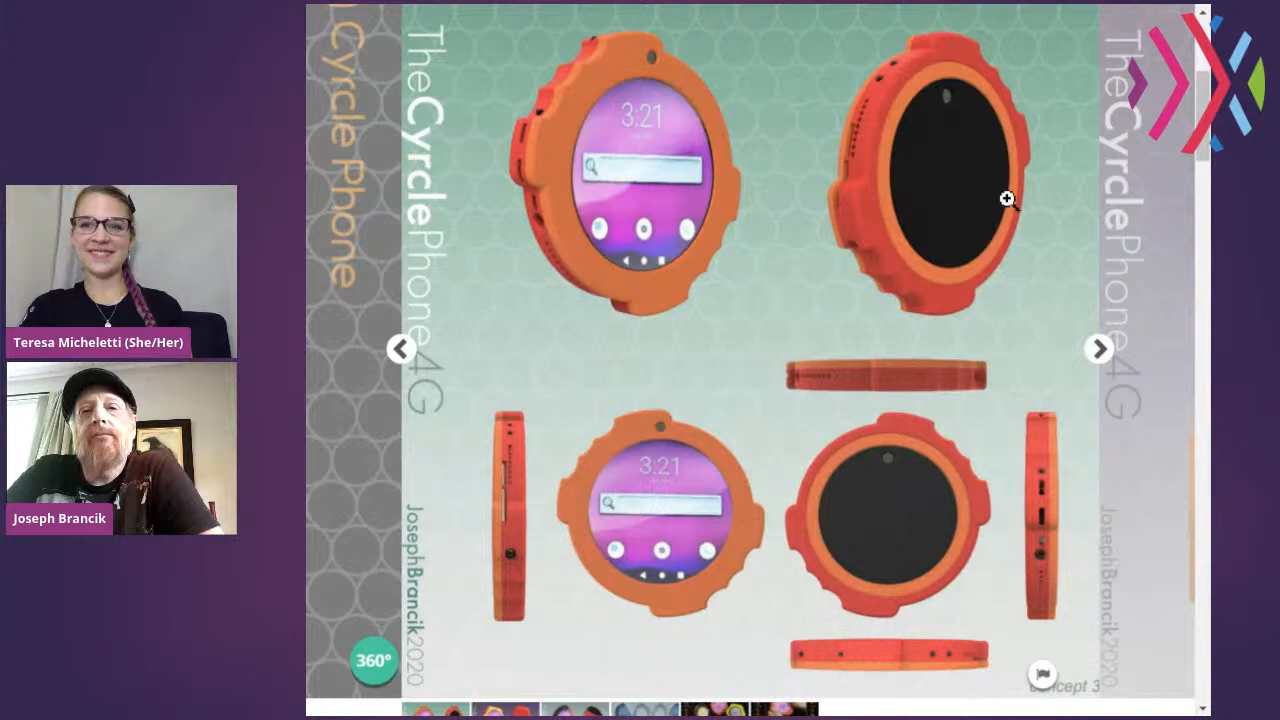 Cyrcle Phone
TheCyrclePhone4G
JosephBrancik2020
3:21
TheCyrclePhone4G
JosephBrancik2020
3:21
concept 3
360°
Teresa Micheletti (She/Her)
Joseph Brancik